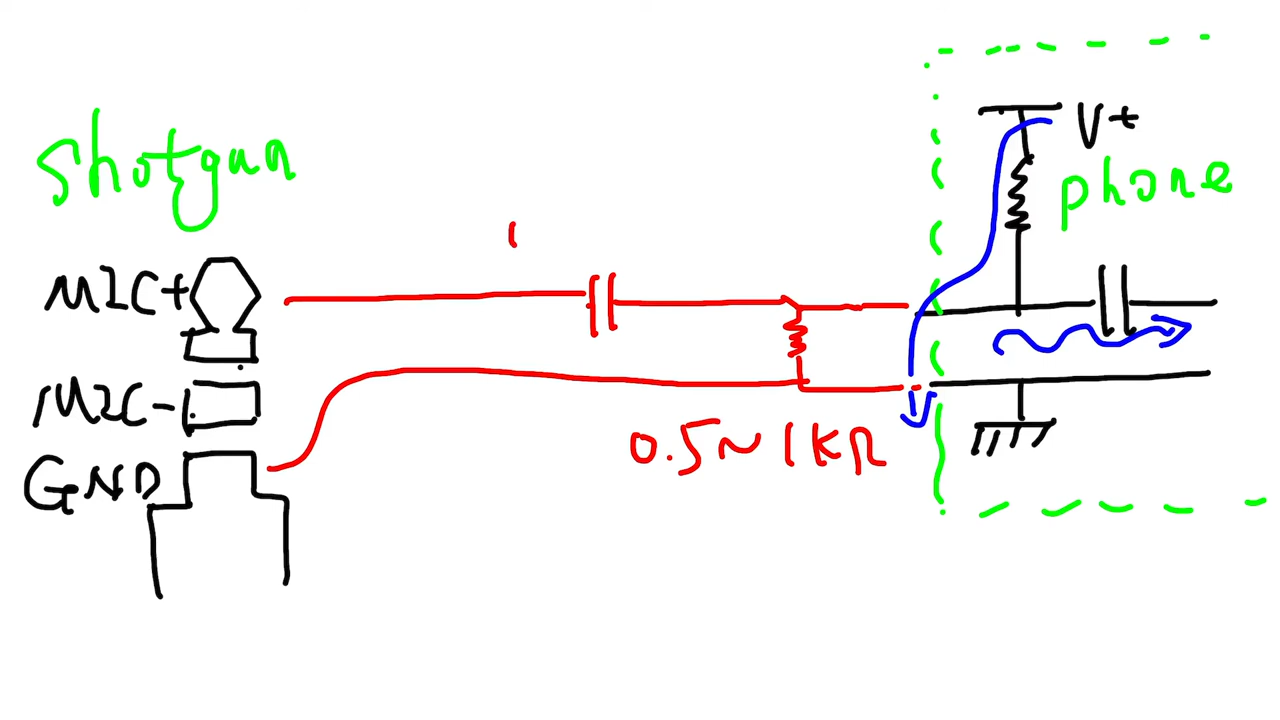 Shotgun
MIC+
MIC-
GND
0.5~1KΩ
V+
phone